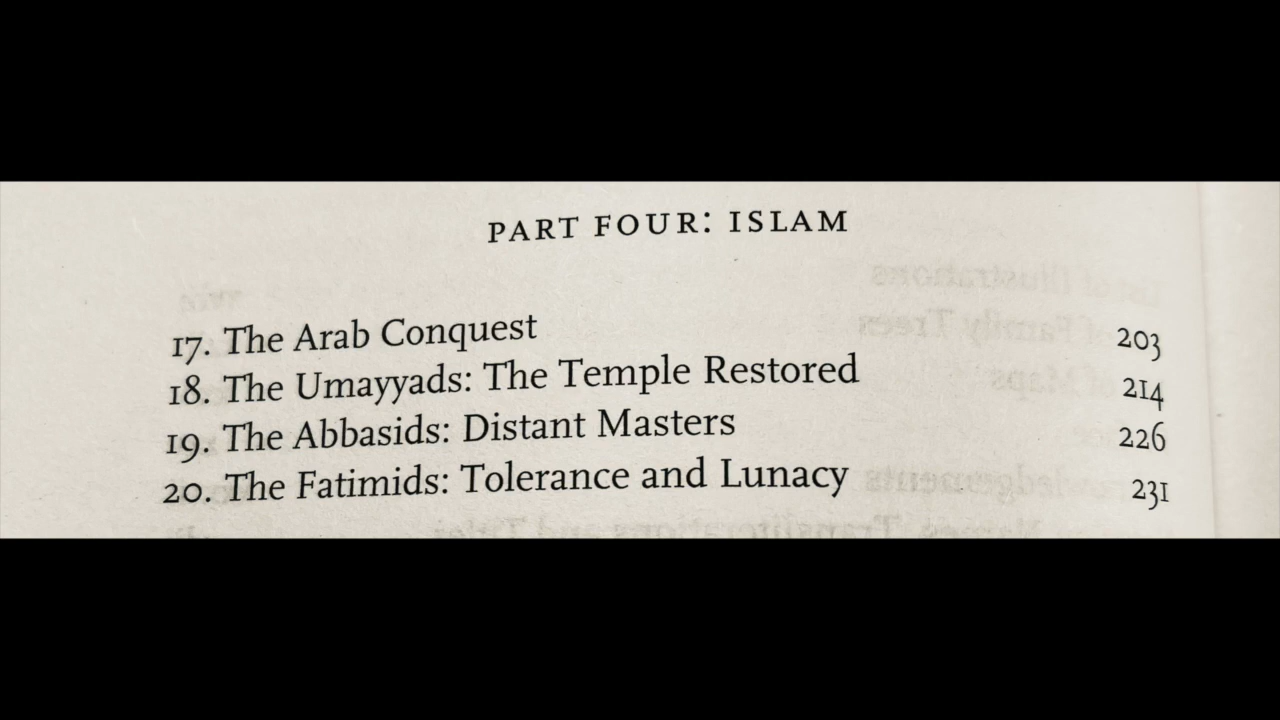 PART FOUR: ISLAM
17. The Arab Conquest 203
18. The Umayyads: The Temple Restored 214
19. The Abbasids: Distant Masters 226
20. The Fatimids: Tolerance and Lunacy 231